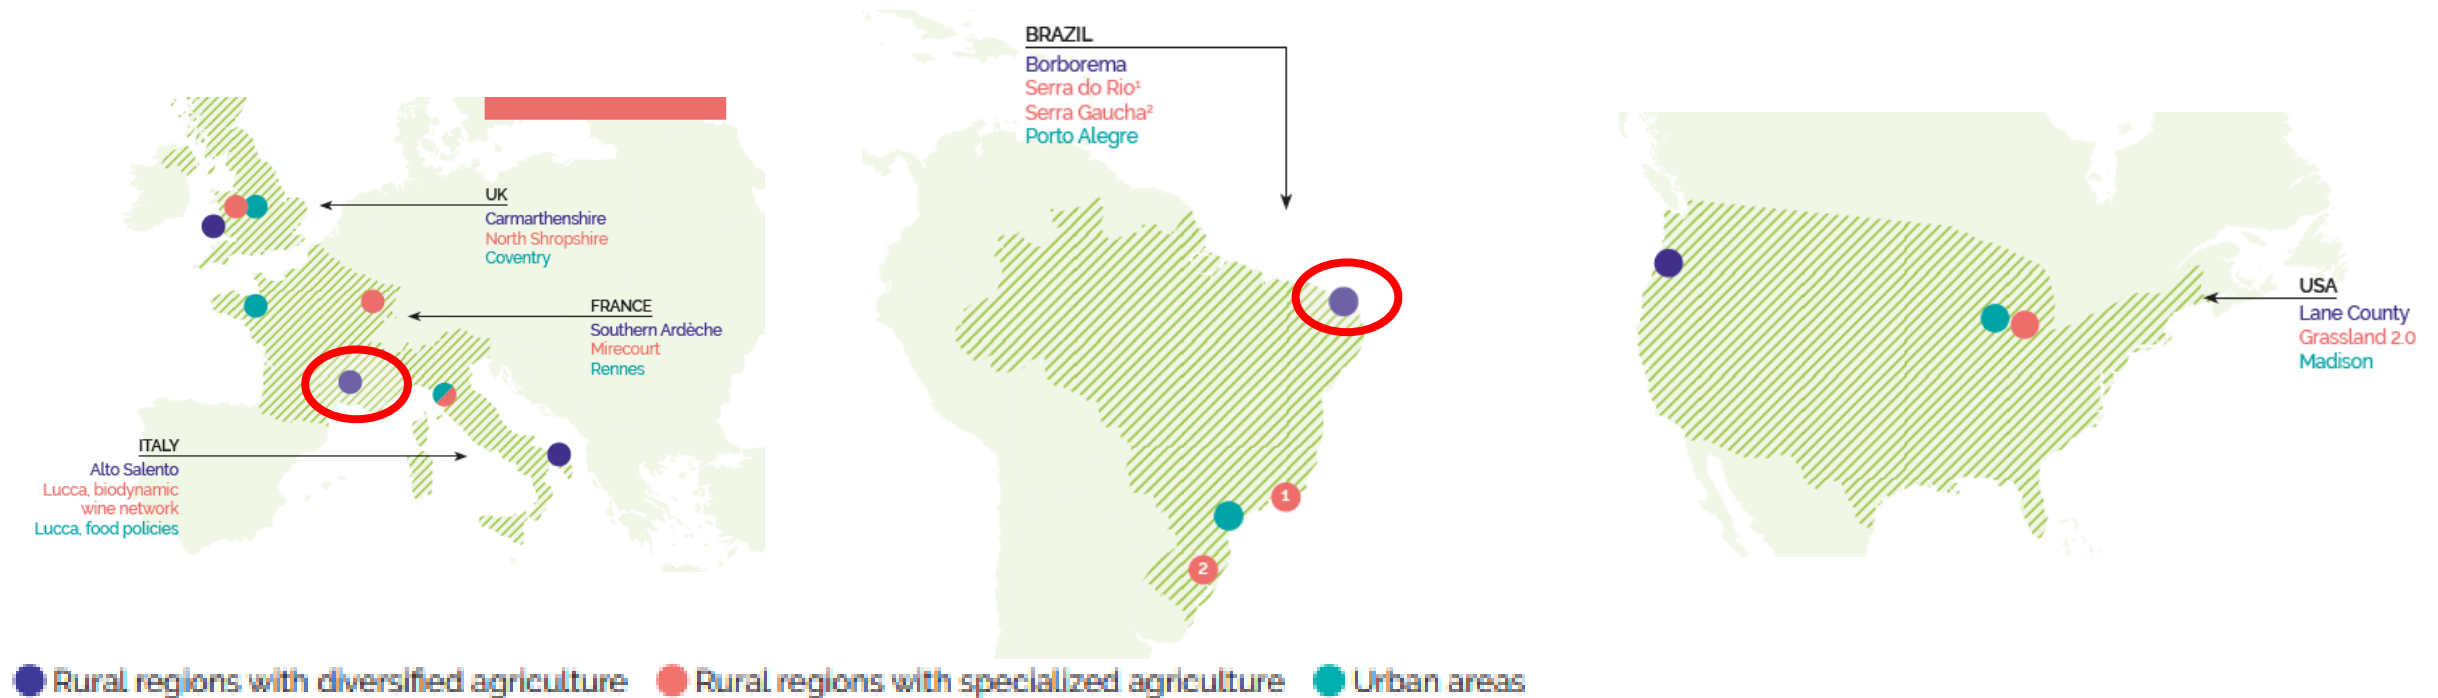 UK
Carmarthenshire
North Shropshire
Coventry
FRANCE
Southern Ardèche
Mirecourt
Rennes
ITALY
Alto Salento
Lucca, biodynamic
wine network
Lucca, food policies
BRAZIL
Borborema
Serra do Rio¹
Serra Gaucha²
Porto Alegre
1
2
USA
Lane County
Grassland 2.0
Madison
Rural regions with diversified agriculture Rural regions with specialized agriculture Urban areas